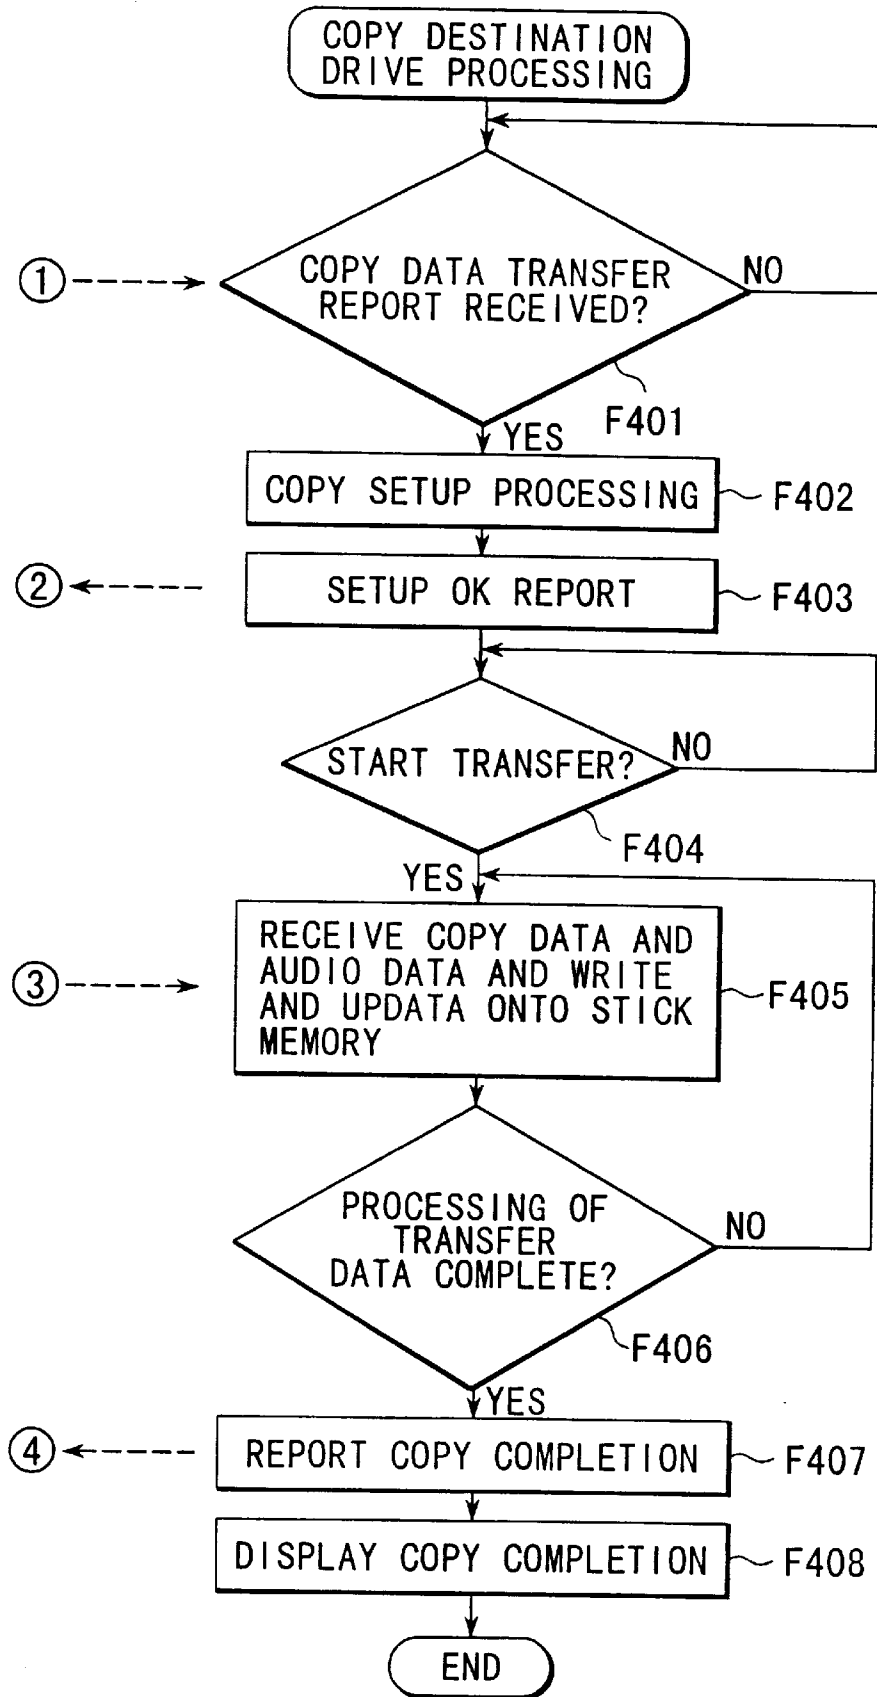 COPY DESTINATION
DRIVE PROCESSING
①
COPY DATA TRANSFER
REPORT RECEIVED?
NO
F401
YES
COPY SETUP PROCESSING
F402
②
SETUP OK REPORT
F403
START TRANSFER?
NO
F404
YES
③
RECEIVE COPY DATA AND
AUDIO DATA AND WRITE
AND UPDATA ONTO STICK
MEMORY
F405
PROCESSING OF
TRANSFER
DATA COMPLETE?
NO
F406
YES
④
REPORT COPY COMPLETION
F407
DISPLAY COPY COMPLETION
F408
END